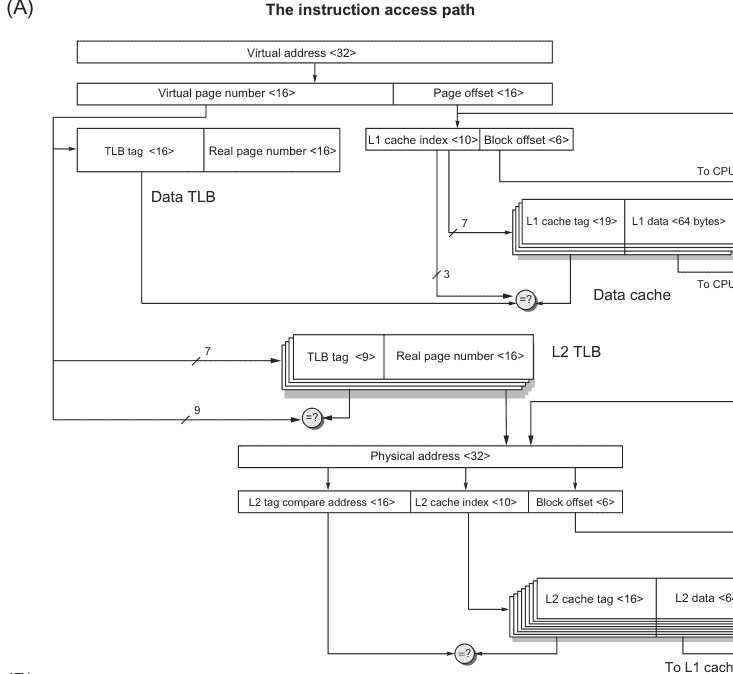 (A)
The instruction access path
Virtual address <32>
Virtual page number <16> Page offset <16>
L1 cache index <10> Block offset <6>
TLB tag <16> Real page number <16>
To CPU
Data TLB
L1 cache tag <19> L1 data <64 bytes>
7
3
To CPU
Data cache
=?
L2 TLB
7
TLB tag <9> Real page number <16>
9
=?
Physical address <32>
L2 tag compare address <16> L2 cache index <10> Block offset <6>
L2 cache tag <16> L2 data <64
=?
To L1 cach